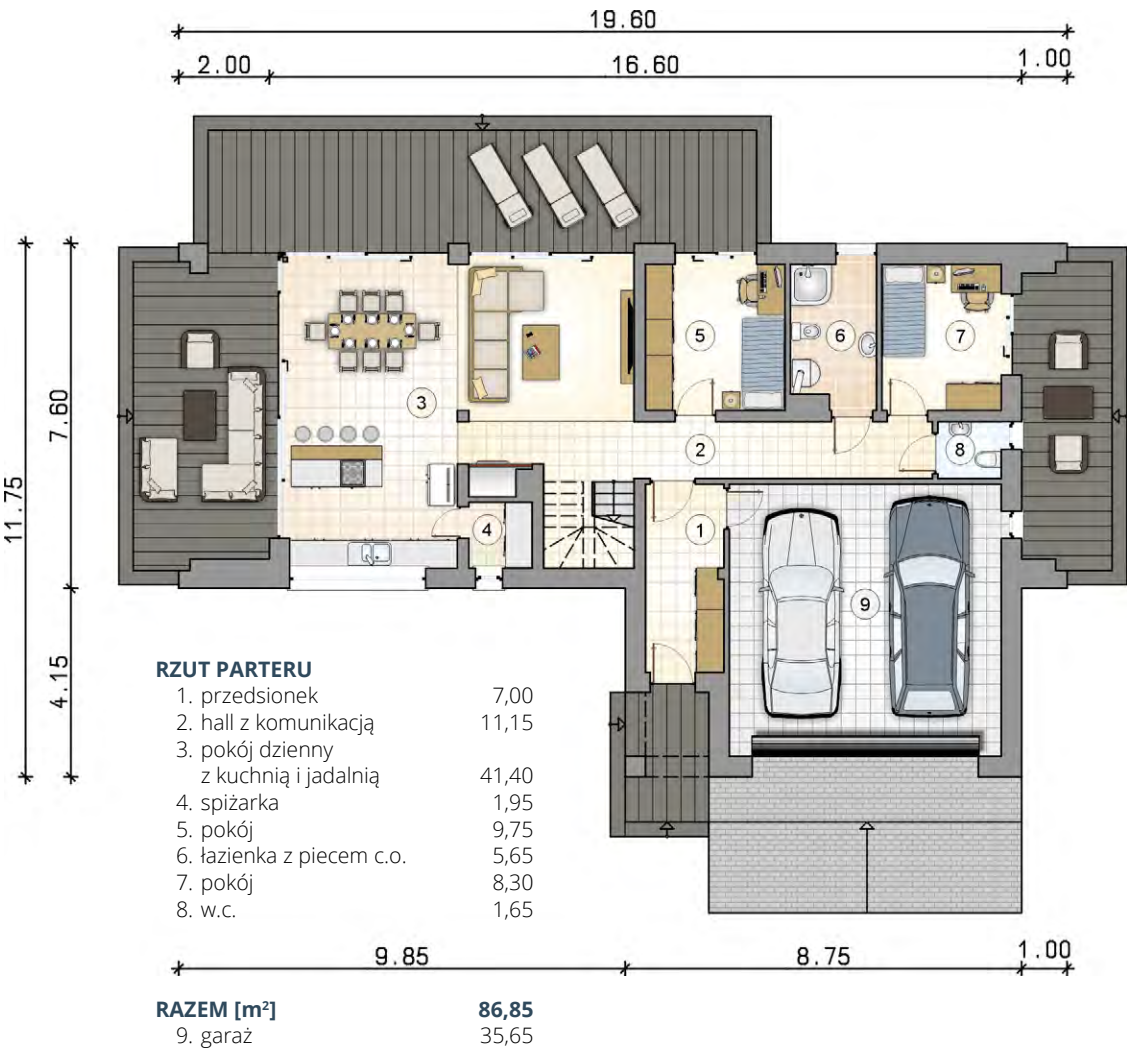 19.60
2.00 16.60 1.00
7.60
11.75
4.15
3
5
6
7
2
8
4
1
9
RZUT PARTERU
1. przedsionek 7,00
2. hall z komunikacją 11,15
3. pokój dzienny
z kuchnią i jadalnią 41,40
4. spiżarka 1,95
5. pokój 9,75
6. łazienka z piecem c.o. 5,65
7. pokój 8,30
8. w.c. 1,65
9.85 8.75 1.00
RAZEM [m²] 86,85
9. garaż 35,65